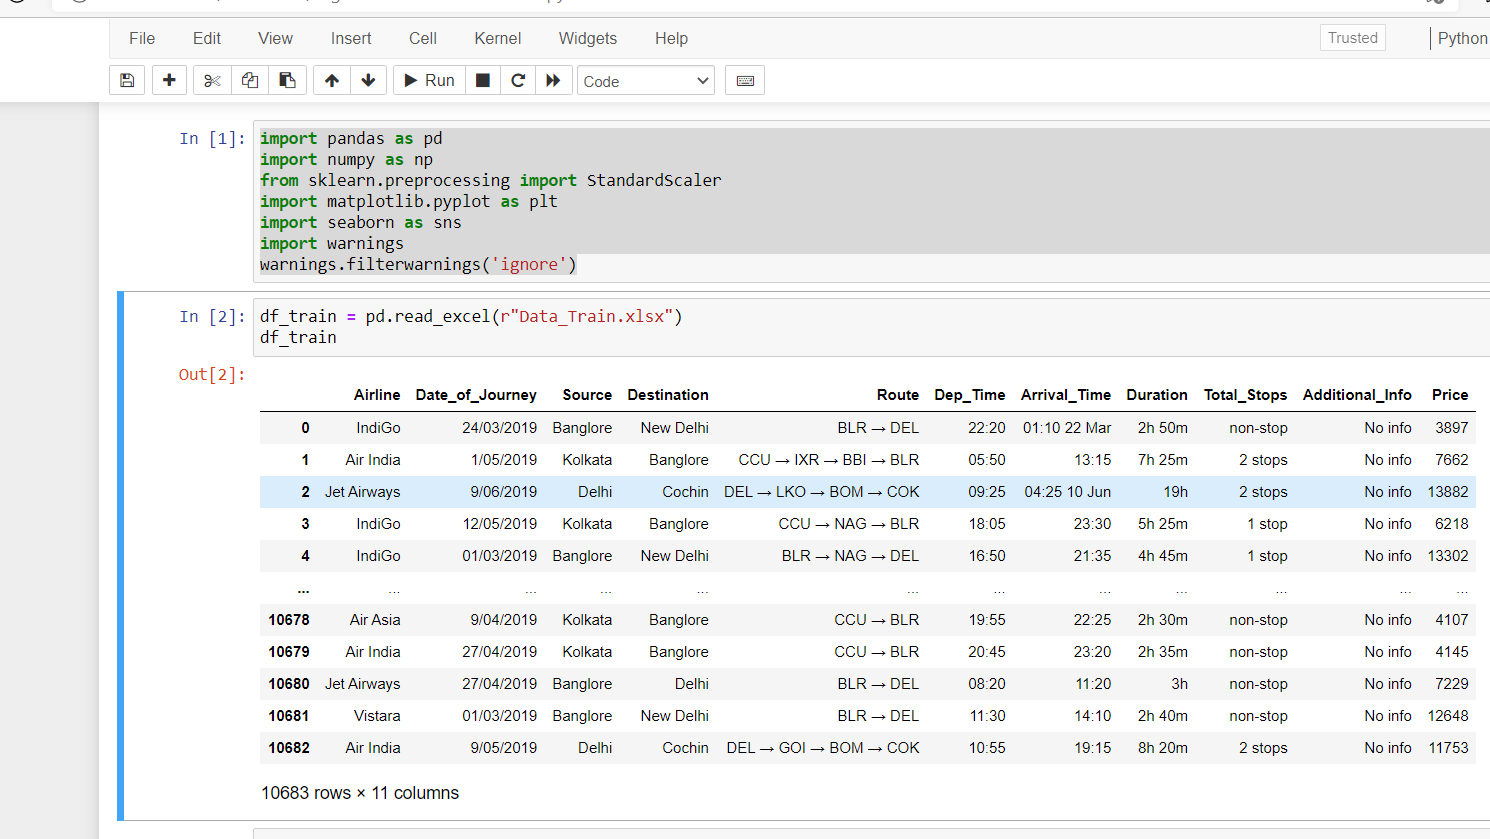 File Edit View Insert Cell Kernel Widgets Help Trusted Python
Run Code
In [1]: import pandas as pd
import numpy as np
from sklearn.preprocessing import StandardScaler
import matplotlib.pyplot as plt
import seaborn as sns
import warnings
warnings.filterwarnings('ignore')
In [2]: df_train = pd.read_excel(r"Data_Train.xlsx")
df_train
Out[2]:
Airline Date_of_Journey Source Destination Route Dep_Time Arrival_Time Duration Total_Stops Additional_Info Price
0 IndiGo 24/03/2019 Banglore New Delhi BLR → DEL 22:20 01:10 22 Mar 2h 50m non-stop No info 3897
1 Air India 1/05/2019 Kolkata Banglore CCU → IXR → BBI → BLR 05:50 13:15 7h 25m 2 stops No info 7662
2 Jet Airways 9/06/2019 Delhi Cochin DEL → LKO → BOM → COK 09:25 04:25 10 Jun 19h 2 stops No info 13882
3 IndiGo 12/05/2019 Kolkata Banglore CCU → NAG → BLR 18:05 23:30 5h 25m 1 stop No info 6218
4 IndiGo 01/03/2019 Banglore New Delhi BLR → NAG → DEL 16:50 21:35 4h 45m 1 stop No info 13302
... ... ... ... ... ... ... ... ... ... ... ...
10678 Air Asia 9/04/2019 Kolkata Banglore CCU → BLR 19:55 22:25 2h 30m non-stop No info 4107
10679 Air India 27/04/2019 Kolkata Banglore CCU → BLR 20:45 23:20 2h 35m non-stop No info 4145
10680 Jet Airways 27/04/2019 Banglore Delhi BLR → DEL 08:20 11:20 3h non-stop No info 7229
10681 Vistara 01/03/2019 Banglore New Delhi BLR → DEL 11:30 14:10 2h 40m non-stop No info 12648
10682 Air India 9/05/2019 Delhi Cochin DEL → GOI → BOM → COK 10:55 19:15 8h 20m 2 stops No info 11753
10683 rows × 11 columns